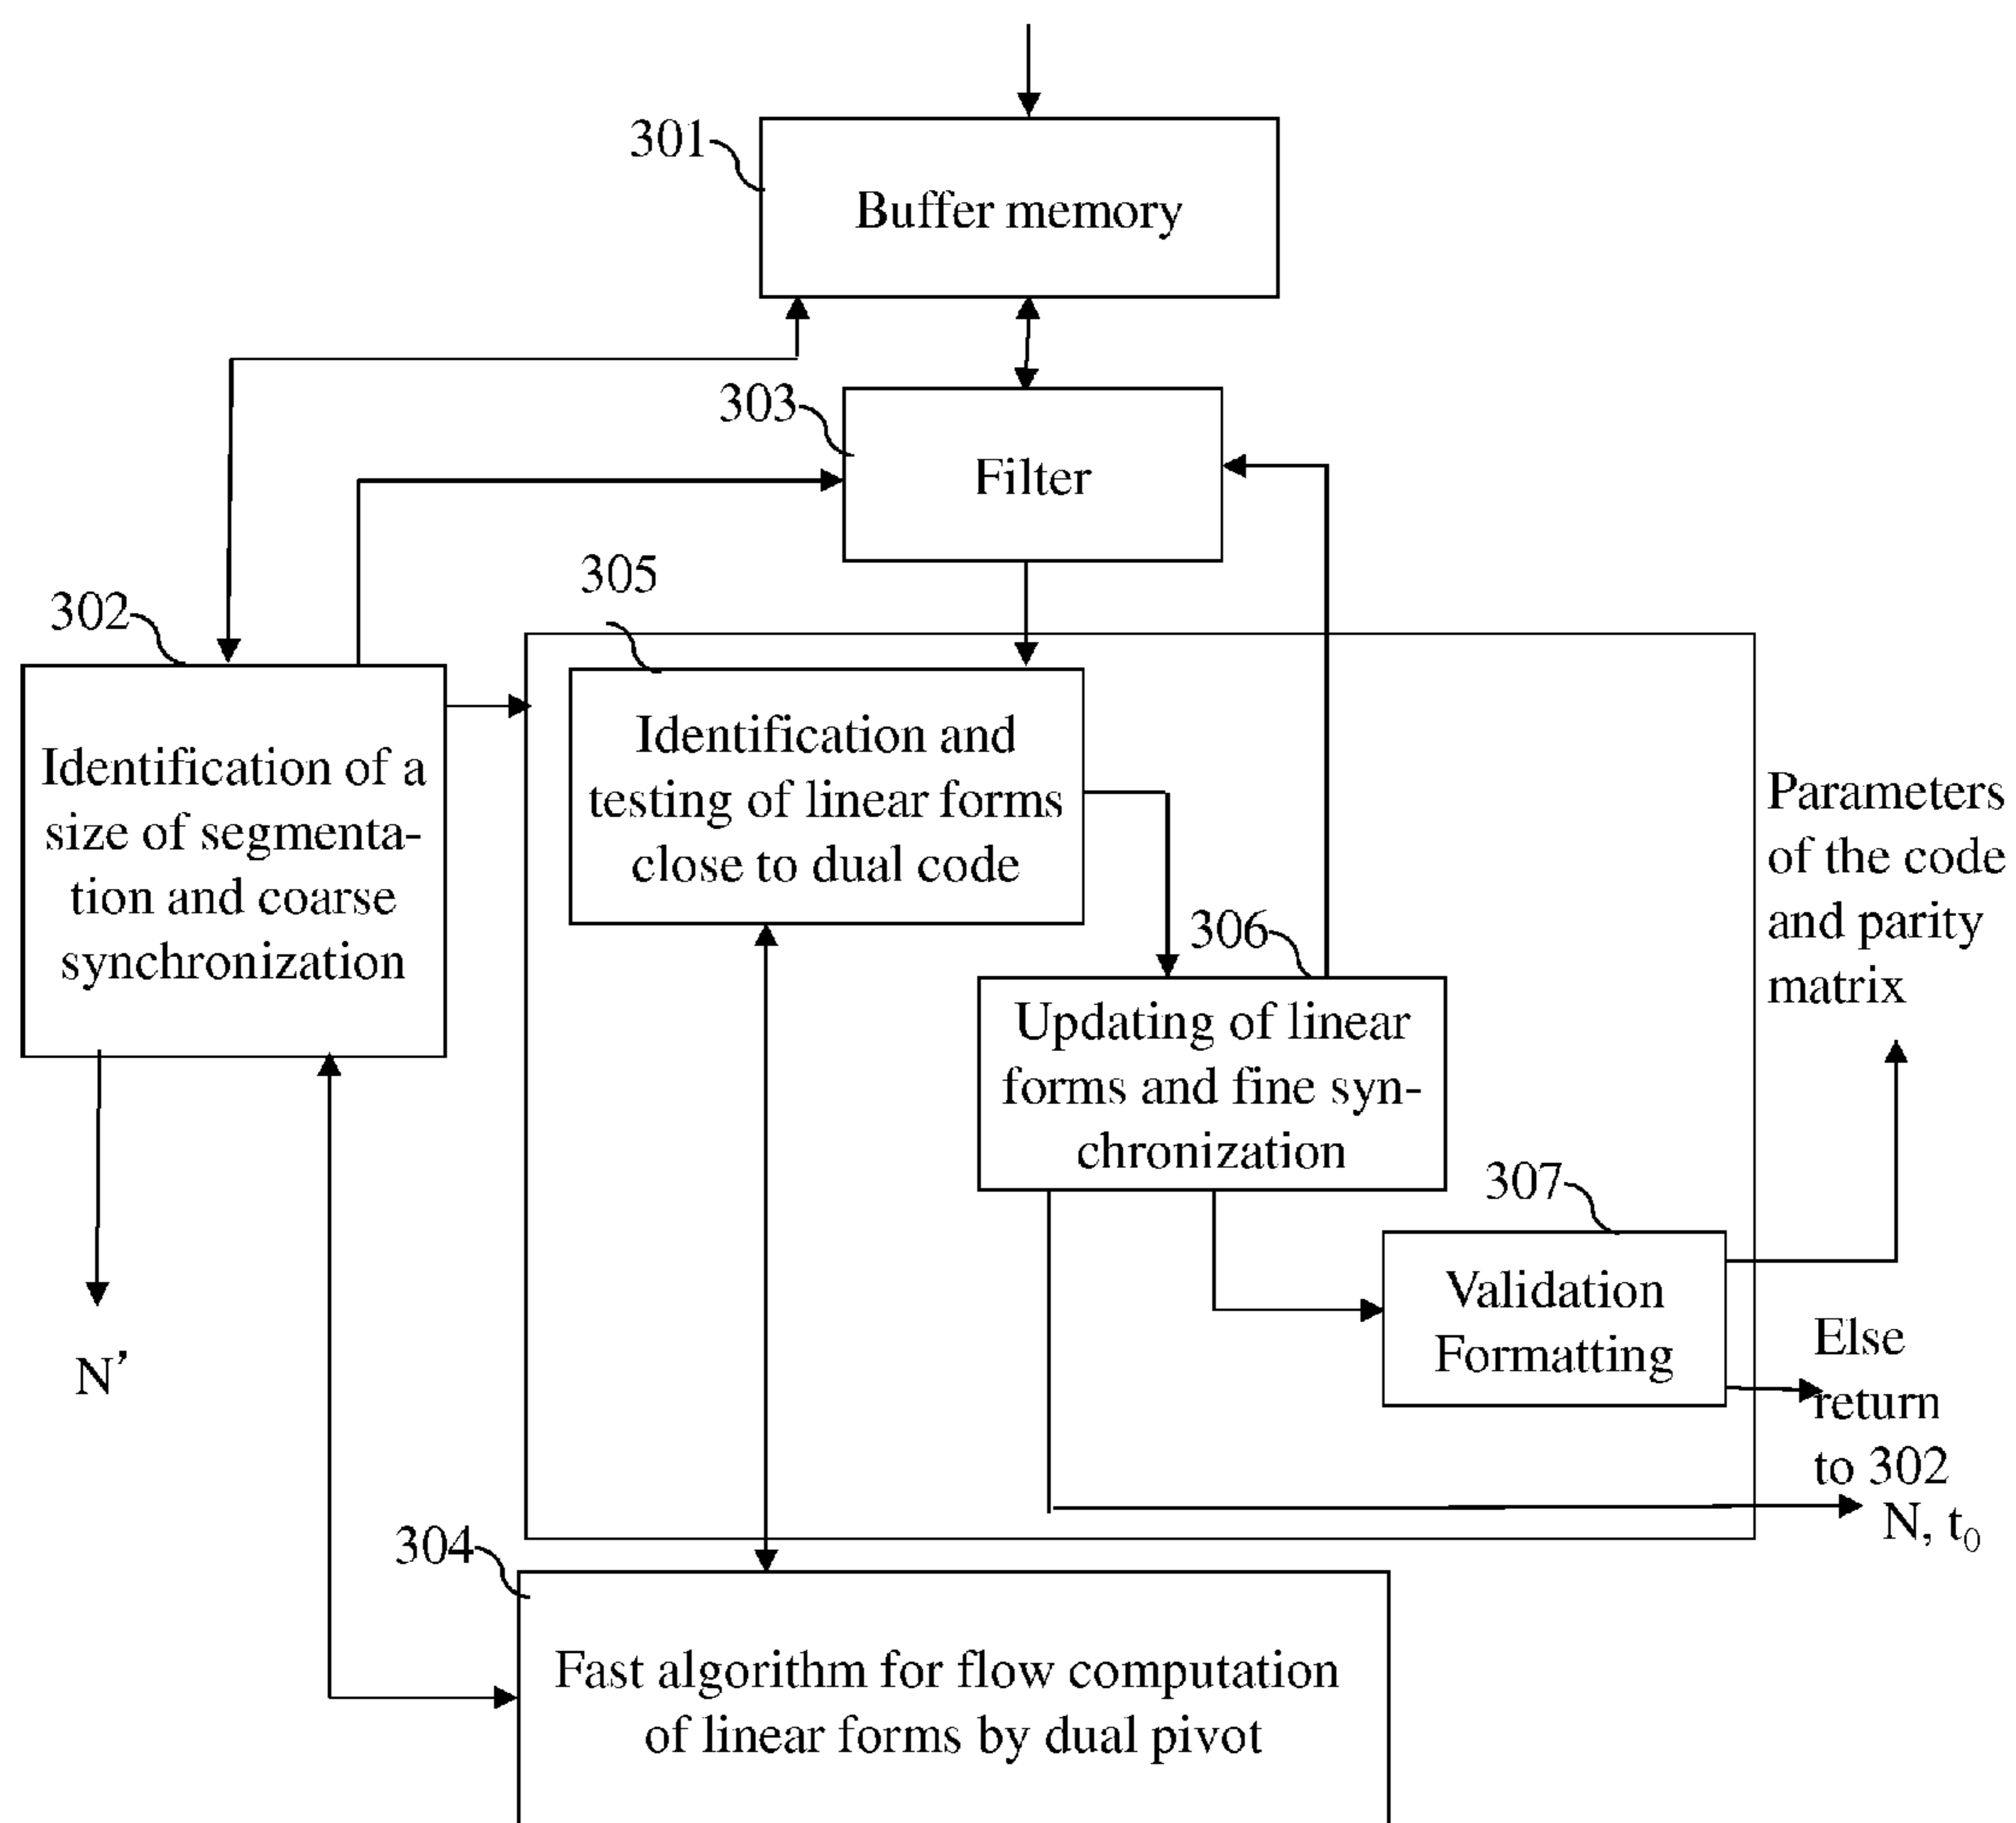 301
Buffer memory
303
Filter
305
302
Identification of a
size of segmenta-
tion and coarse
synchronization
Identification and
testing of linear forms
close to dual code
Parameters
of the code
and parity
matrix
306
Updating of linear
forms and fine syn-
chronization
307
Validation
Formatting
N’
Else
return
to 302
N, t₀
304
Fast algorithm for flow computation
of linear forms by dual pivot